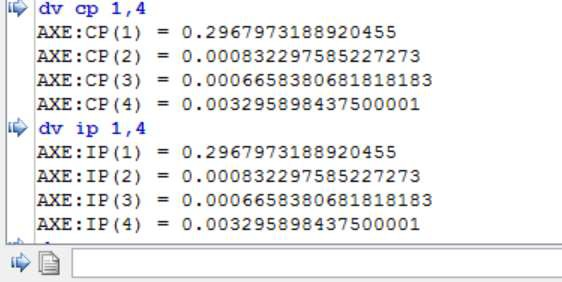 dv cp 1,4
AXE:CP(1) = 0.2967973188920455
AXE:CP(2) = 0.000832297585227273
AXE:CP(3) = 0.0006658380681818183
AXE:CP(4) = 0.003295898437500001
dv ip 1,4
AXE:IP(1) = 0.2967973188920455
AXE:IP(2) = 0.000832297585227273
AXE:IP(3) = 0.0006658380681818183
AXE:IP(4) = 0.003295898437500001